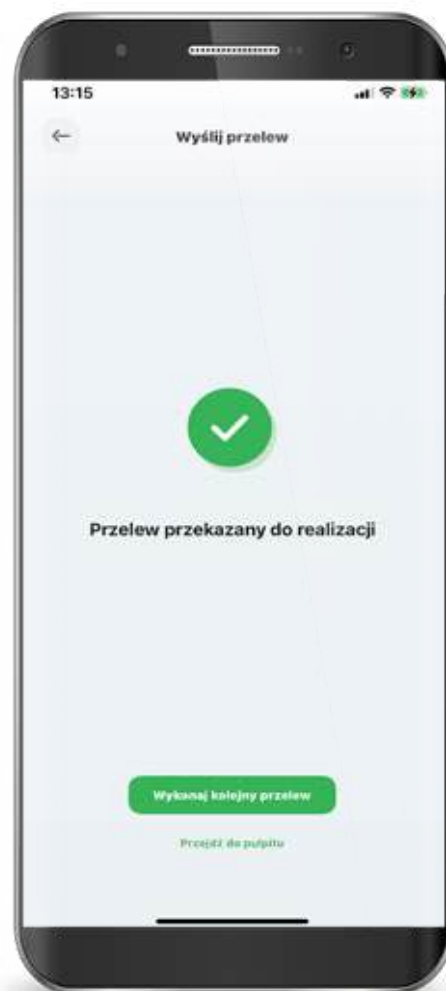 13:15
Wyślij przelew
Przelew przekazany do realizacji
Wykonaj kolejny przelew
Przejdź do pulpitu